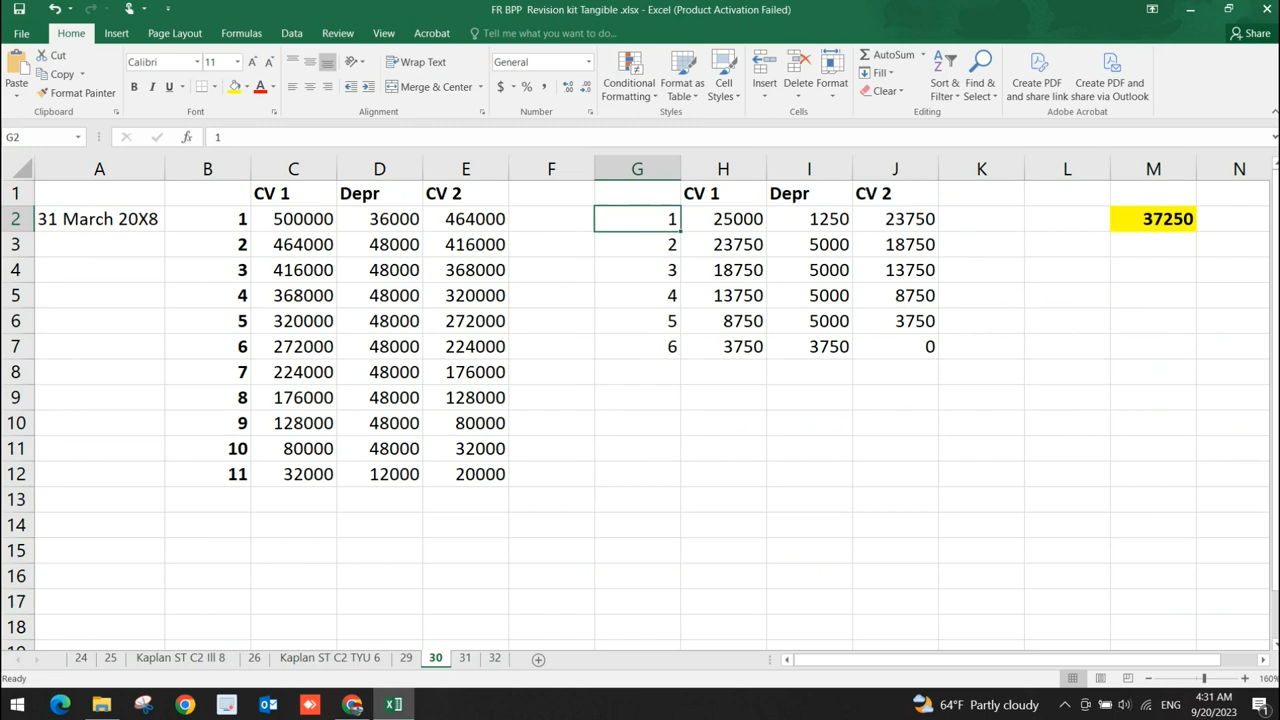 FR BPP Revision kit Tangible .xlsx - Excel (Product Activation Failed)
File Home Insert Page Layout Formulas Data Review View Acrobat Tell me what you want to do... Share
Paste Cut Copy Format Painter Clipboard
Calibri 11 A A B I U A Font
Wrap Text Merge & Center Alignment
General $ % , Number
Conditional Formatting Format as Table Cell Styles Styles
Insert Delete Format Cells
AutoSum Fill Clear Sort & Filter Find & Select Editing
Create PDF and share link Create PDF and share via Outlook Adobe Acrobat
G2 fx 1
A B C D E F G H I J K L M N
1 CV 1 Depr CV 2 CV 1 Depr CV 2
2 31 March 20X8 1 500000 36000 464000 1 25000 1250 23750 37250
3 2 464000 48000 416000 2 23750 5000 18750
4 3 416000 48000 368000 3 18750 5000 13750
5 4 368000 48000 320000 4 13750 5000 8750
6 5 320000 48000 272000 5 8750 5000 3750
7 6 272000 48000 224000 6 3750 3750 0
8 7 224000 48000 176000
9 8 176000 48000 128000
10 9 128000 48000 80000
11 10 80000 48000 32000
12 11 32000 12000 20000
13
14
15
16
17
18
24 25 Kaplan ST C2 Ill 8 26 Kaplan ST C2 TYU 6 29 30 31 32
Ready 160%
64°F Partly cloudy ENG 4:31 AM
9/20/2023